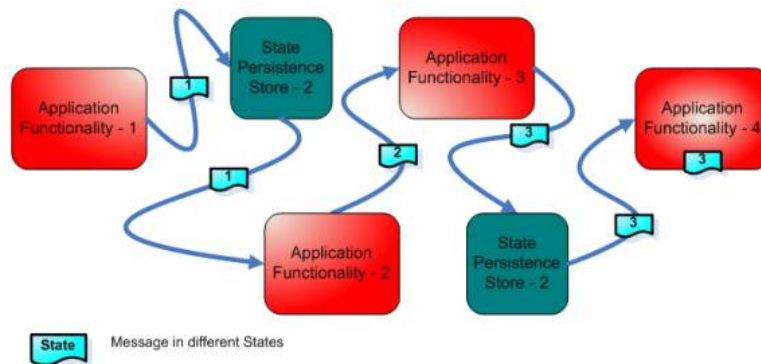 Application
Functionality - 1
1
State
Persistence
Store - 2
1
Application
Functionality - 2
2
Application
Functionality - 3
3
State
Persistence
Store - 2
3
Application
Functionality - 4
3
State
Message in different States